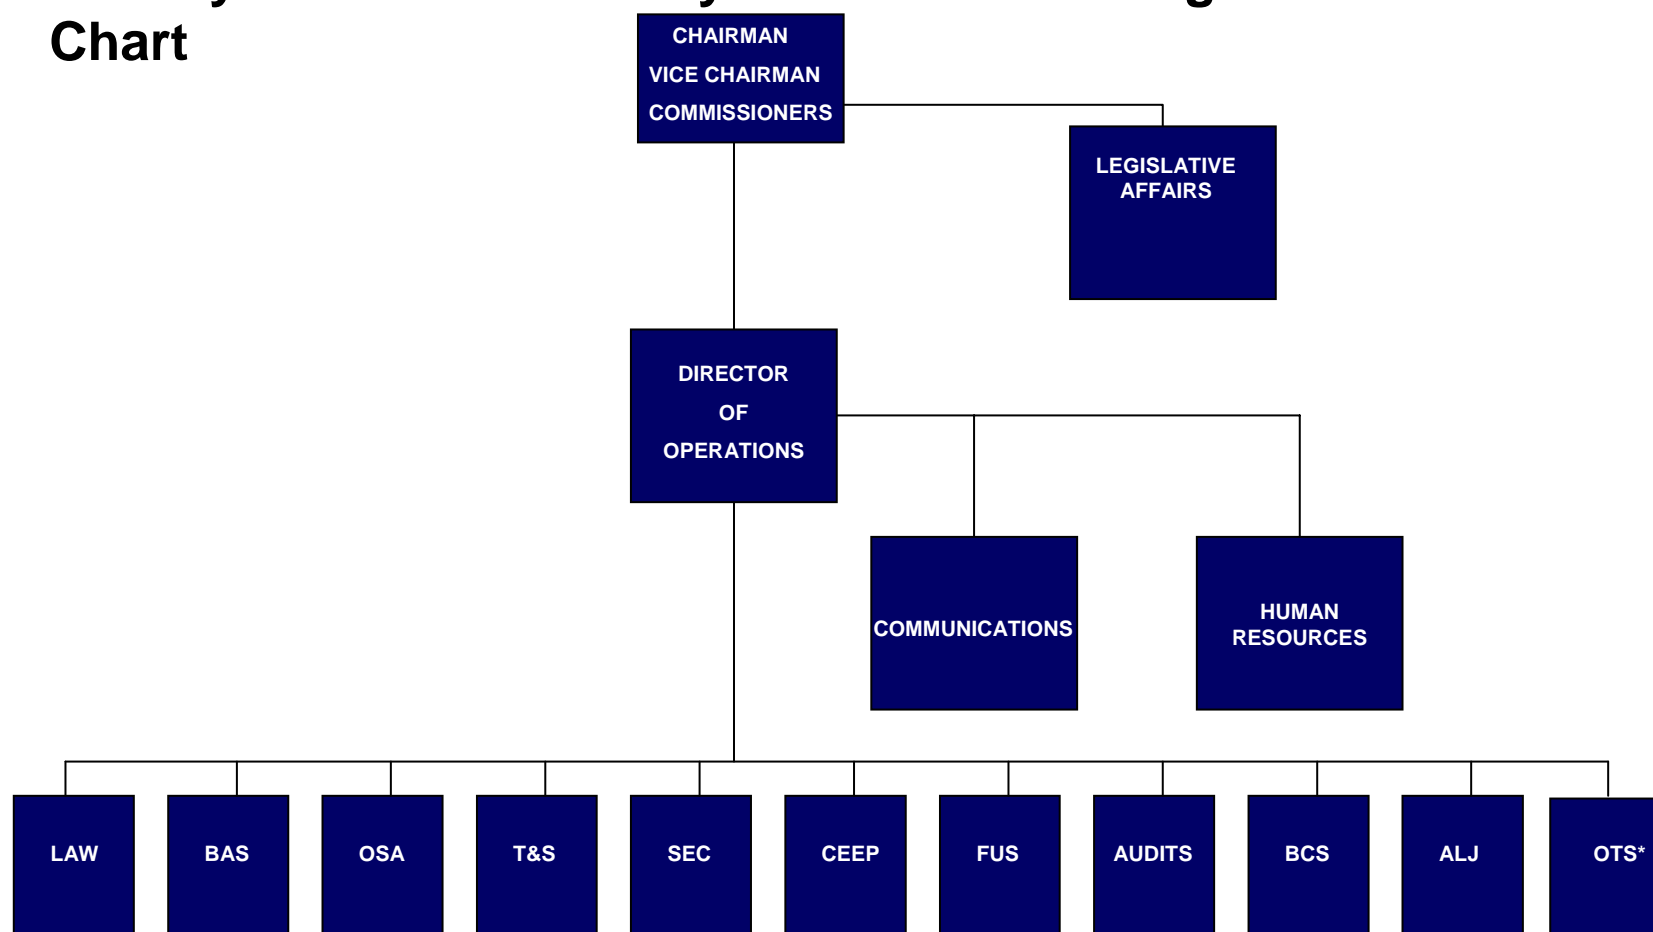 Chart
CHAIRMAN
VICE CHAIRMAN
COMMISSIONERS
LEGISLATIVE
AFFAIRS
DIRECTOR
OF
OPERATIONS
COMMUNICATIONS
HUMAN
RESOURCES
LAW
BAS
OSA
T&S
SEC
CEEP
FUS
AUDITS
BCS
ALJ
OTS*